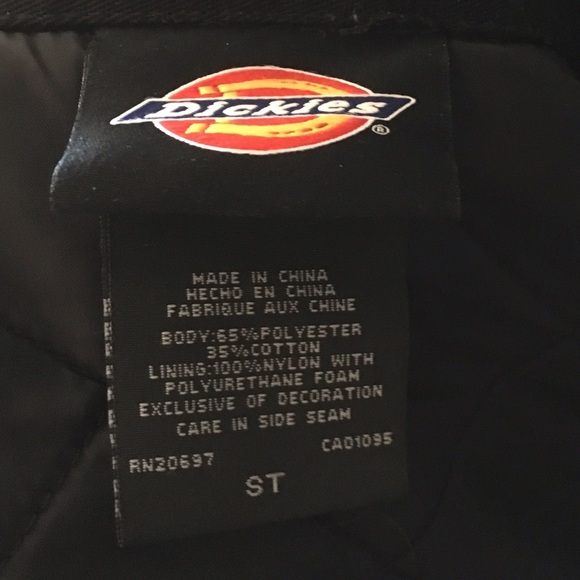 Dickies
®
MADE IN CHINA
HECHO EN CHINA
FABRIQUE AUX CHINE
BODY:65%POLYESTER
35%COTTON
LINING:100%NYLON WITH
POLYURETHANE FOAM
EXCLUSIVE OF DECORATION
CARE IN SIDE SEAM
RN20697 CA01095
ST